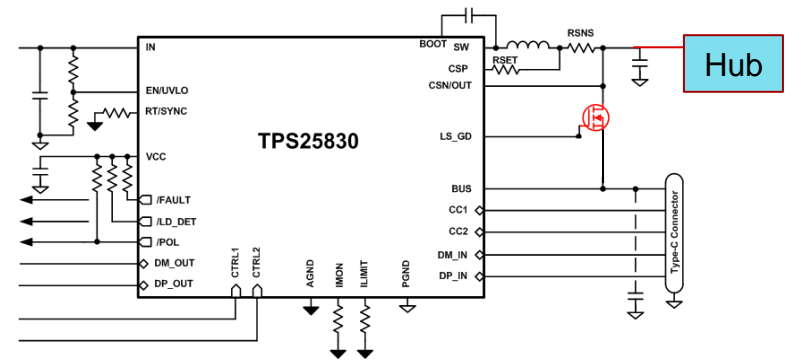 IN
EN/UVLO
RT/SYNC
VCC
/FAULT
/LD_DET
/POL
DM_OUT
DP_OUT
CTRL1
CTRL2
AGND
IMON
ILIMIT
PGND
TPS25830
BOOT
SW
CSP
CSN/OUT
LS_GD
BUS
CC1
CC2
DM_IN
DP_IN
RSET
RSNS
Hub
Type-C Connector